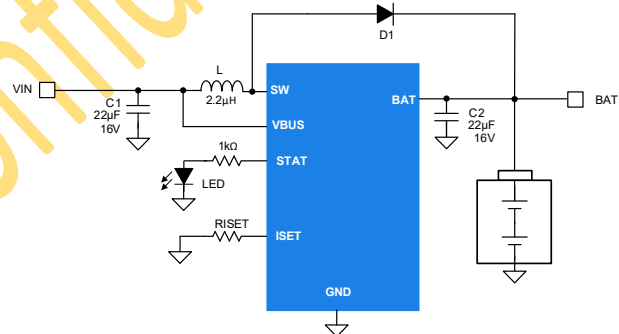 D1
L
VIN
2.2µH
SW
C1
22µF
16V
BAT
BAT
C2
22µF
16V
VBUS
1kΩ
STAT
LED
RISET
ISET
GND